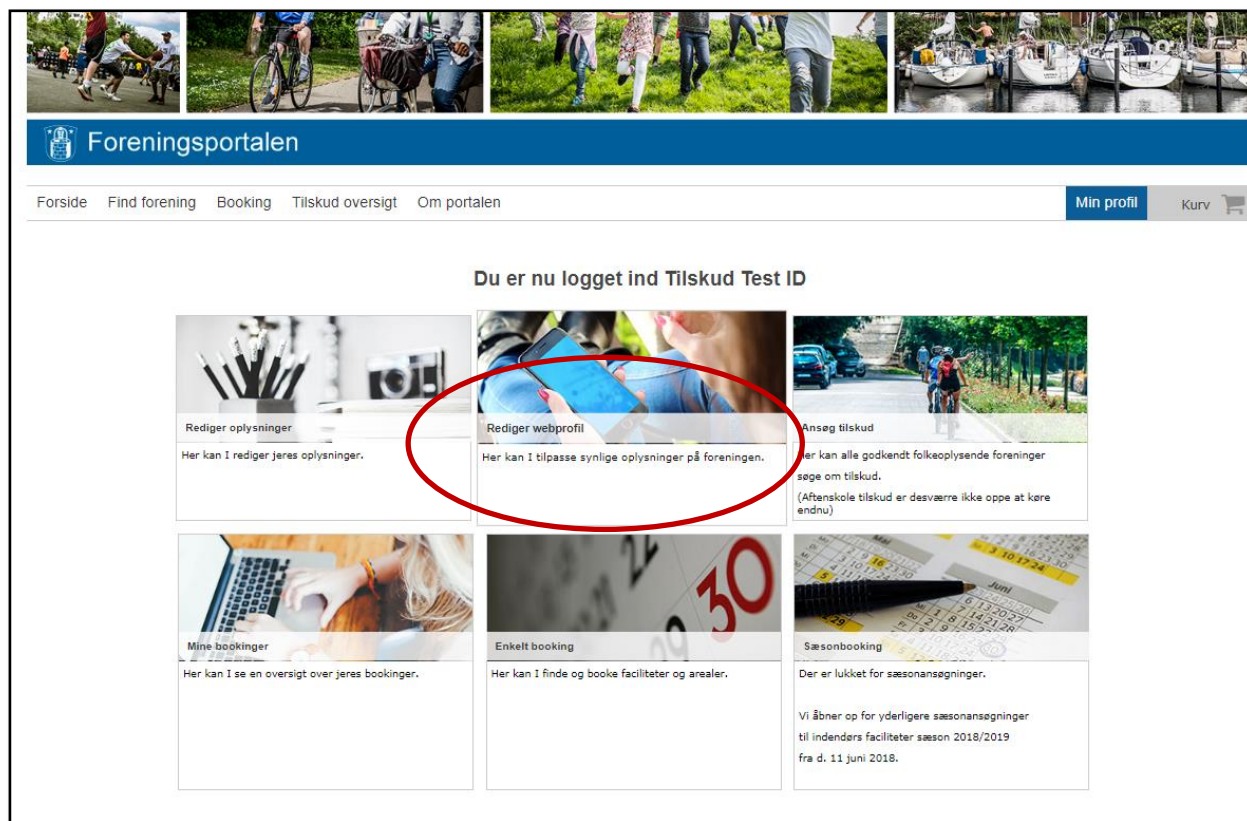 Foreningsportalen
Forside Find forening Booking Tilskud oversigt Om portalen Min profil Kurv
Du er nu logget ind Tilskud Test ID
Rediger oplysninger
Her kan I rediger jeres oplysninger.
Rediger webprofil
Her kan I tilpasse synlige oplysninger på foreningen.
Ansøg tilskud
Her kan alle godkendt folkeoplysende foreninger
søge om tilskud.
(Aftenskole tilskud er desværre ikke oppe at køre
endnu)
Mine bookinger
Her kan I se en oversigt over jeres bookinger.
22
29
30
Enkelt booking
Her kan I finde og booke faciliteter og arealer.
Mai
Juni
Sæsonbooking
Der er lukket for sæsonansøgninger.
Vi åbner op for yderligere sæsonansøgninger
til indendørs faciliteter sæson 2018/2019
fra d. 11 juni 2018.